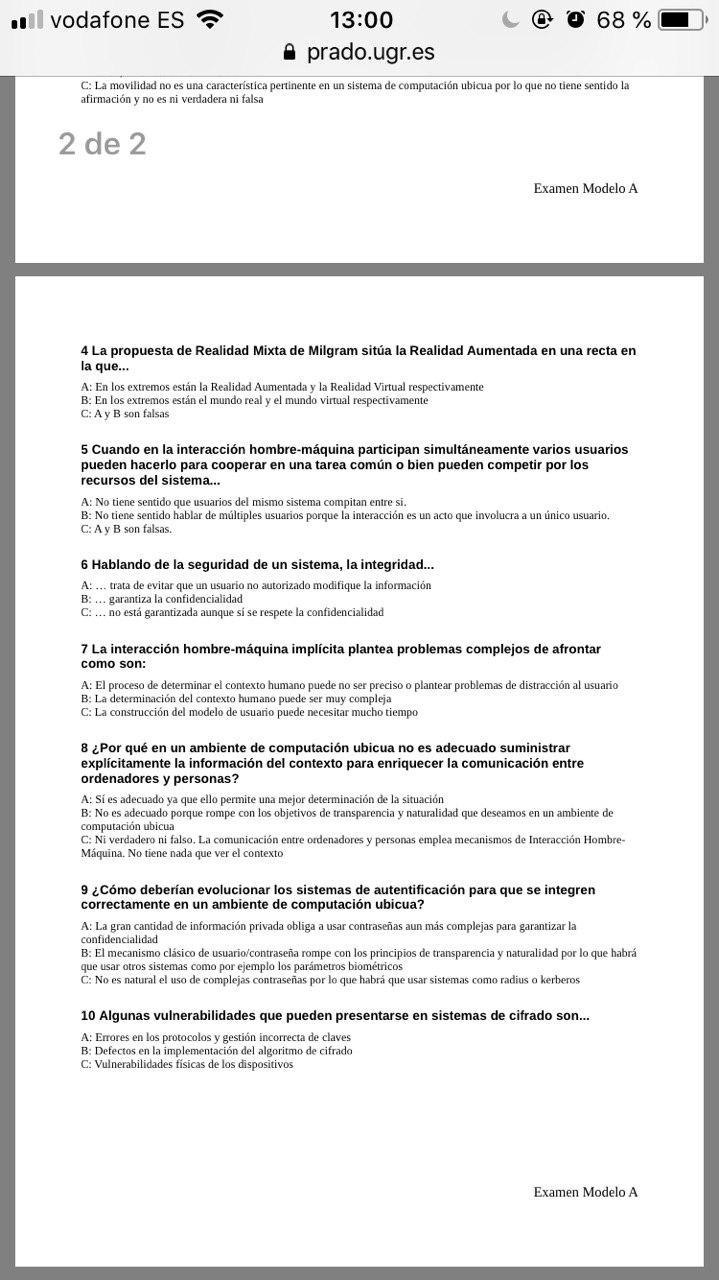 vodafone ES 13:00 68 %
prado.ugr.es
C: La movilidad no es una característica pertinente en un sistema de computación ubicua por lo que no tiene sentido la
afirmación y no es ni verdadera ni falsa
2 de 2
Examen Modelo A
4 La propuesta de Realidad Mixta de Milgram sitúa la Realidad Aumentada en una recta en
la que...
A: En los extremos están la Realidad Aumentada y la Realidad Virtual respectivamente
B: En los extremos están el mundo real y el mundo virtual respectivamente
C: A y B son falsas
5 Cuando en la interacción hombre-máquina participan simultáneamente varios usuarios
pueden hacerlo para cooperar en una tarea común o bien pueden competir por los
recursos del sistema...
A: No tiene sentido que usuarios del mismo sistema compitan entre si.
B: No tiene sentido hablar de múltiples usuarios porque la interacción es un acto que involucra a un único usuario.
C: A y B son falsas.
6 Hablando de la seguridad de un sistema, la integridad...
A: … trata de evitar que un usuario no autorizado modifique la información
B: … garantiza la confidencialidad
C: … no está garantizada aunque sí se respete la confidencialidad
7 La interacción hombre-máquina implícita plantea problemas complejos de afrontar
como son:
A: El proceso de determinar el contexto humano puede no ser preciso o plantear problemas de distracción al usuario
B: La determinación del contexto humano puede ser muy compleja
C: La construcción del modelo de usuario puede necesitar mucho tiempo
8 ¿Por qué en un ambiente de computación ubicua no es adecuado suministrar
explícitamente la información del contexto para enriquecer la comunicación entre
ordenadores y personas?
A: Sí es adecuado ya que ello permite una mejor determinación de la situación
B: No es adecuado porque rompe con los objetivos de transparencia y naturalidad que deseamos en un ambiente de
computación ubicua
C: Ni verdadero ni falso. La comunicación entre ordenadores y personas emplea mecanismos de Interacción Hombre-
Máquina. No tiene nada que ver el contexto
9 ¿Cómo deberían evolucionar los sistemas de autentificación para que se integren
correctamente en un ambiente de computación ubicua?
A: La gran cantidad de información privada obliga a usar contraseñas aun más complejas para garantizar la
confidencialidad
B: El mecanismo clásico de usuario/contraseña rompe con los principios de transparencia y naturalidad por lo que habrá
que usar otros sistemas como por ejemplo los parámetros biométricos
C: No es natural el uso de complejas contraseñas por lo que habrá que usar sistemas como radius o kerberos
10 Algunas vulnerabilidades que pueden presentarse en sistemas de cifrado son...
A: Errores en los protocolos y gestión incorrecta de claves
B: Defectos en la implementación del algoritmo de cifrado
C: Vulnerabilidades físicas de los dispositivos
Examen Modelo A